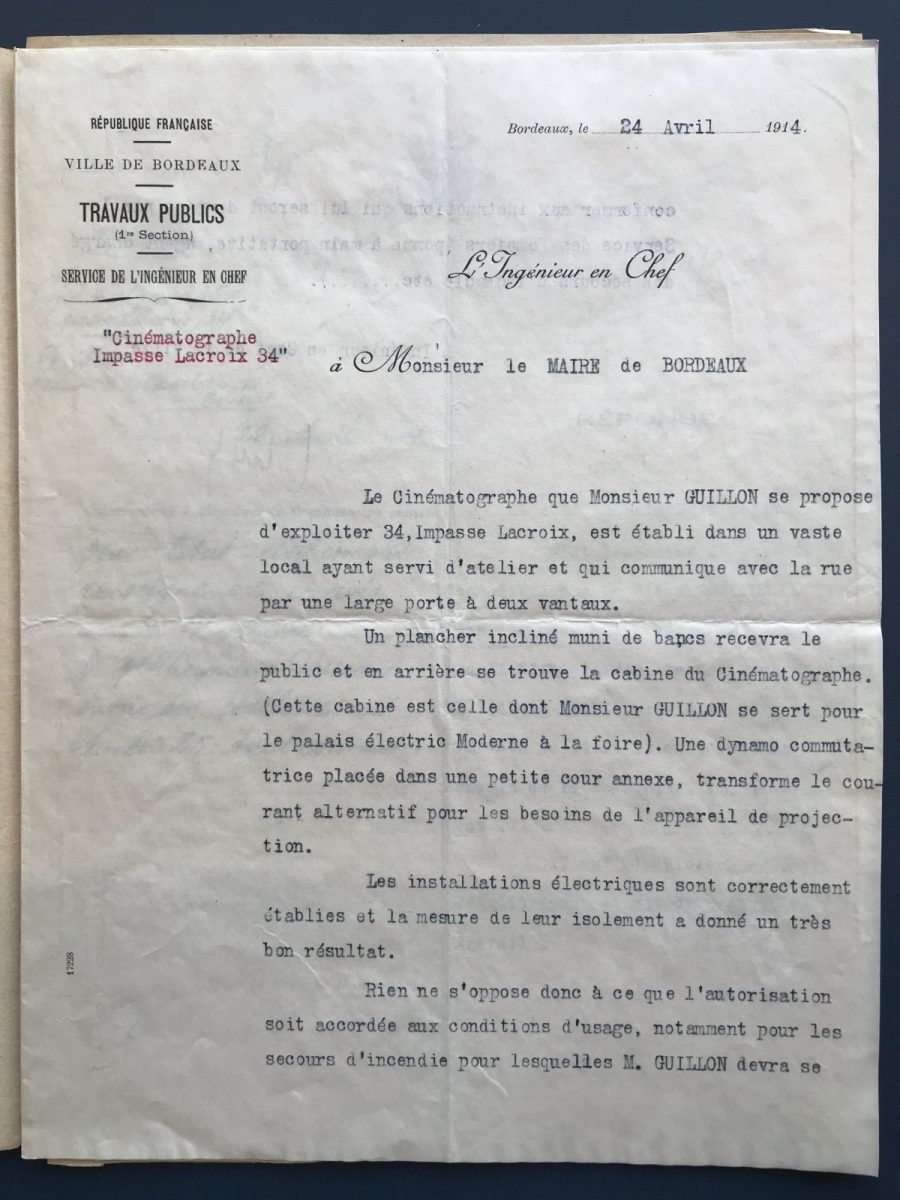 RÉPUBLIQUE FRANÇAISE
VILLE DE BORDEAUX
TRAVAUX PUBLICS
(1re Section)
SERVICE DE L'INGÉNIEUR EN CHEF
"Cinématographe
Impasse Lacroix 34"
Bordeaux, le 24 Avril 1914.
L'Ingénieur en Chef
à Monsieur le MAIRE de BORDEAUX
Le Cinématographe que Monsieur GUILLON se propose
d'exploiter 34,Impasse Lacroix, est établi dans un vaste
local ayant servi d'atelier et qui communique avec la rue
par une large porte à deux vantaux.
Un plancher incliné muni de bancs recevra le
public et en arrière se trouve la cabine du Cinématographe.
(Cette cabine est celle dont Monsieur GUILLON se sert pour
le palais électric Moderne à la foire). Une dynamo commuta-
trice placée dans une petite cour annexe, transforme le cou-
rant alternatif pour les besoins de l'appareil de projec-
tion.
Les installations électriques sont correctement
établies et la mesure de leur isolement a donné un très
bon résultat.
Rien ne s'oppose donc à ce que l'autorisation
soit accordée aux conditions d'usage, notamment pour les
secours d'incendie pour lesquelles M. GUILLON devra se
17228